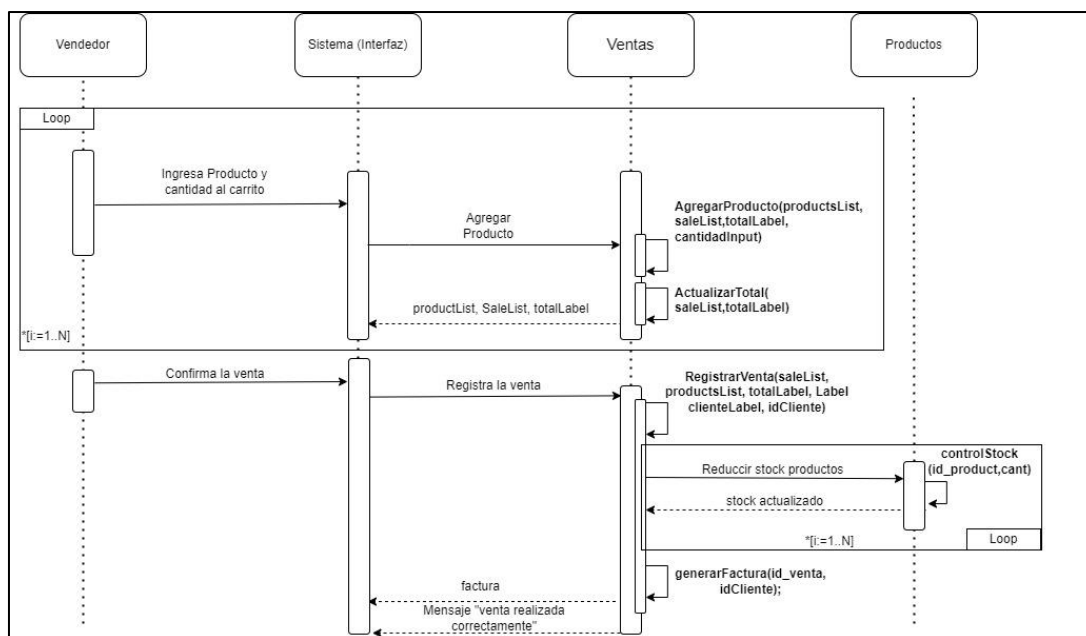 Vendedor
Sistema (Interfaz)
Ventas
Productos
Loop
Ingresa Producto y
cantidad al carrito
Agregar
Producto
AgregarProducto(productsList,
saleList,totalLabel,
cantidadInput)
ActualizarTotal(
saleList,totalLabel)
productList, SaleList, totalLabel
*[i:=1..N]
Confirma la venta
Registra la venta
RegistrarVenta(saleList,
productsList, totalLabel, Label
clienteLabel, idCliente)
controlStock
(id_product,cant)
Reduccir stock productos
stock actualizado
*[i:=1..N]
Loop
generarFactura(id_venta,
idCliente);
factura
Mensaje "venta realizada
correctamente"